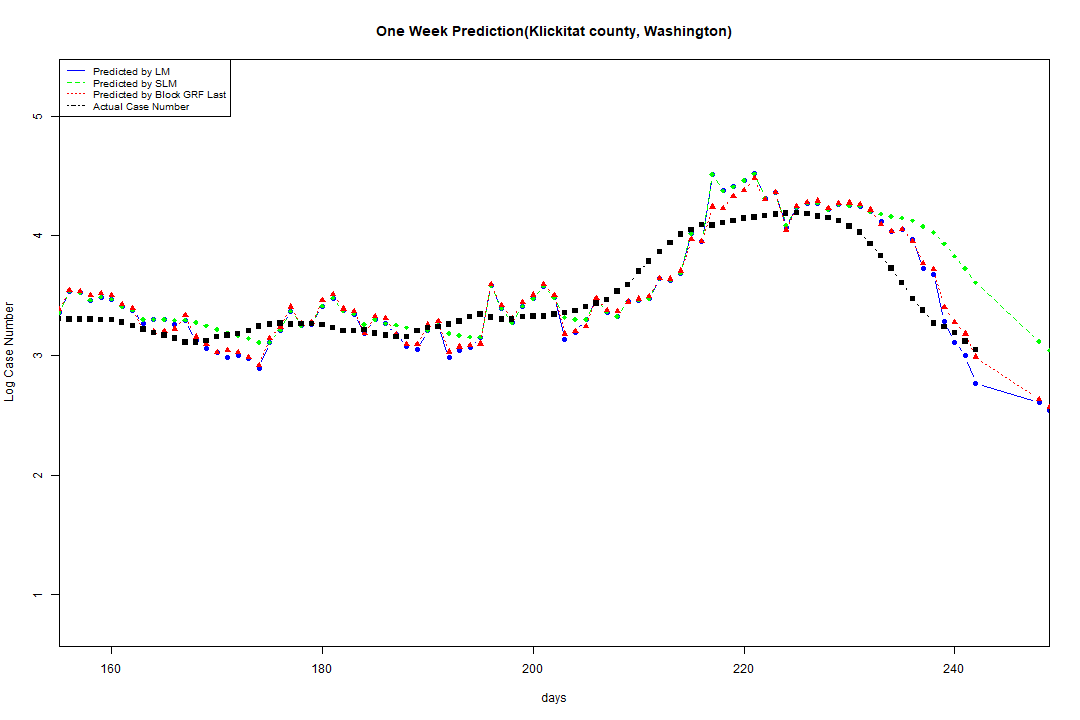 One Week Prediction(Klickitat county, Washington)
Predicted by LM
Predicted by SLM
Predicted by Block GRF Last
Actual Case Number
5
4
3
2
1
Log Case Number
160 180 200 220 240
days